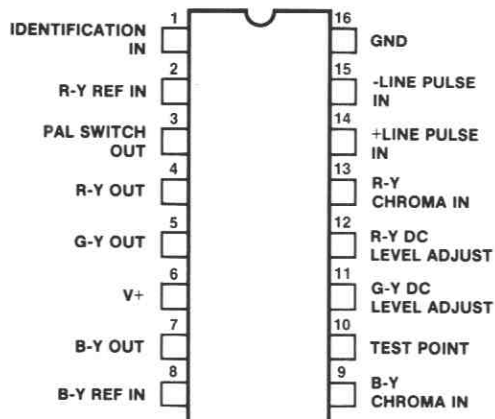 1
IDENTIFICATION
IN
2
R-Y REF IN
3
PAL SWITCH
OUT
4
R-Y OUT
5
G-Y OUT
6
V+
7
B-Y OUT
8
B-Y REF IN
16
GND
15
-LINE PULSE
IN
14
+LINE PULSE
IN
13
R-Y
CHROMA IN
12
R-Y DC
LEVEL ADJUST
11
G-Y DC
LEVEL ADJUST
10
TEST POINT
9
B-Y
CHROMA IN